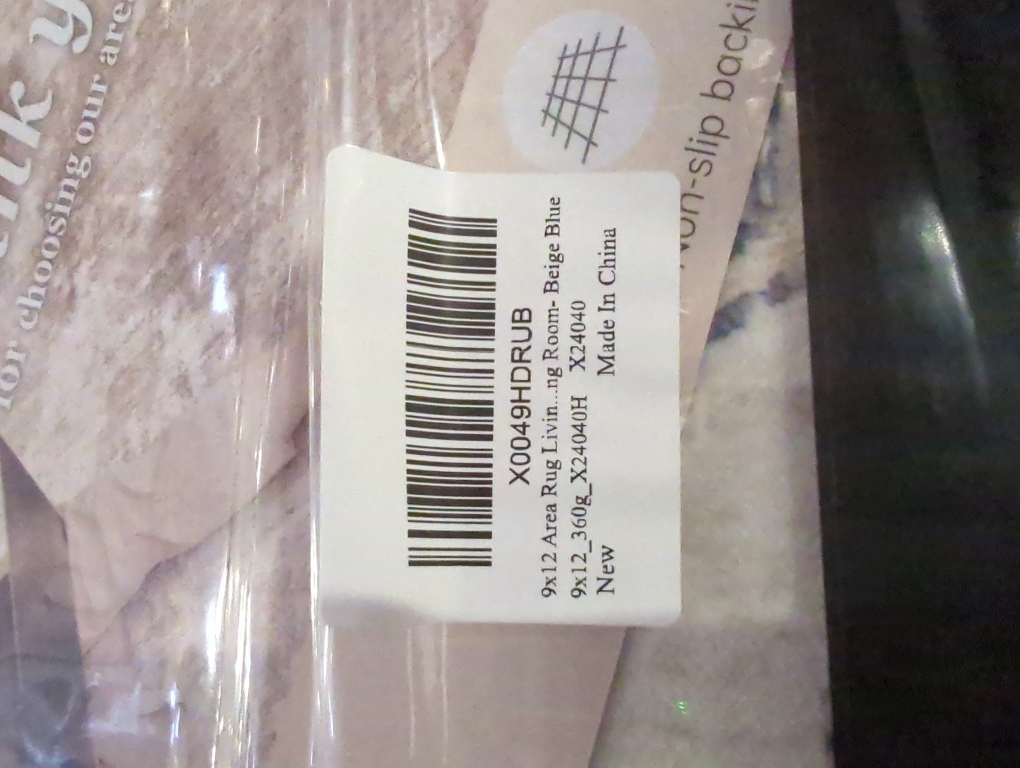 for choosing our area
non-slip backi
X0049HDRUB
9x12 Area Rug Livin...ng Room- Beige Blue
9x12_360g_X24040H X24040
New Made In China